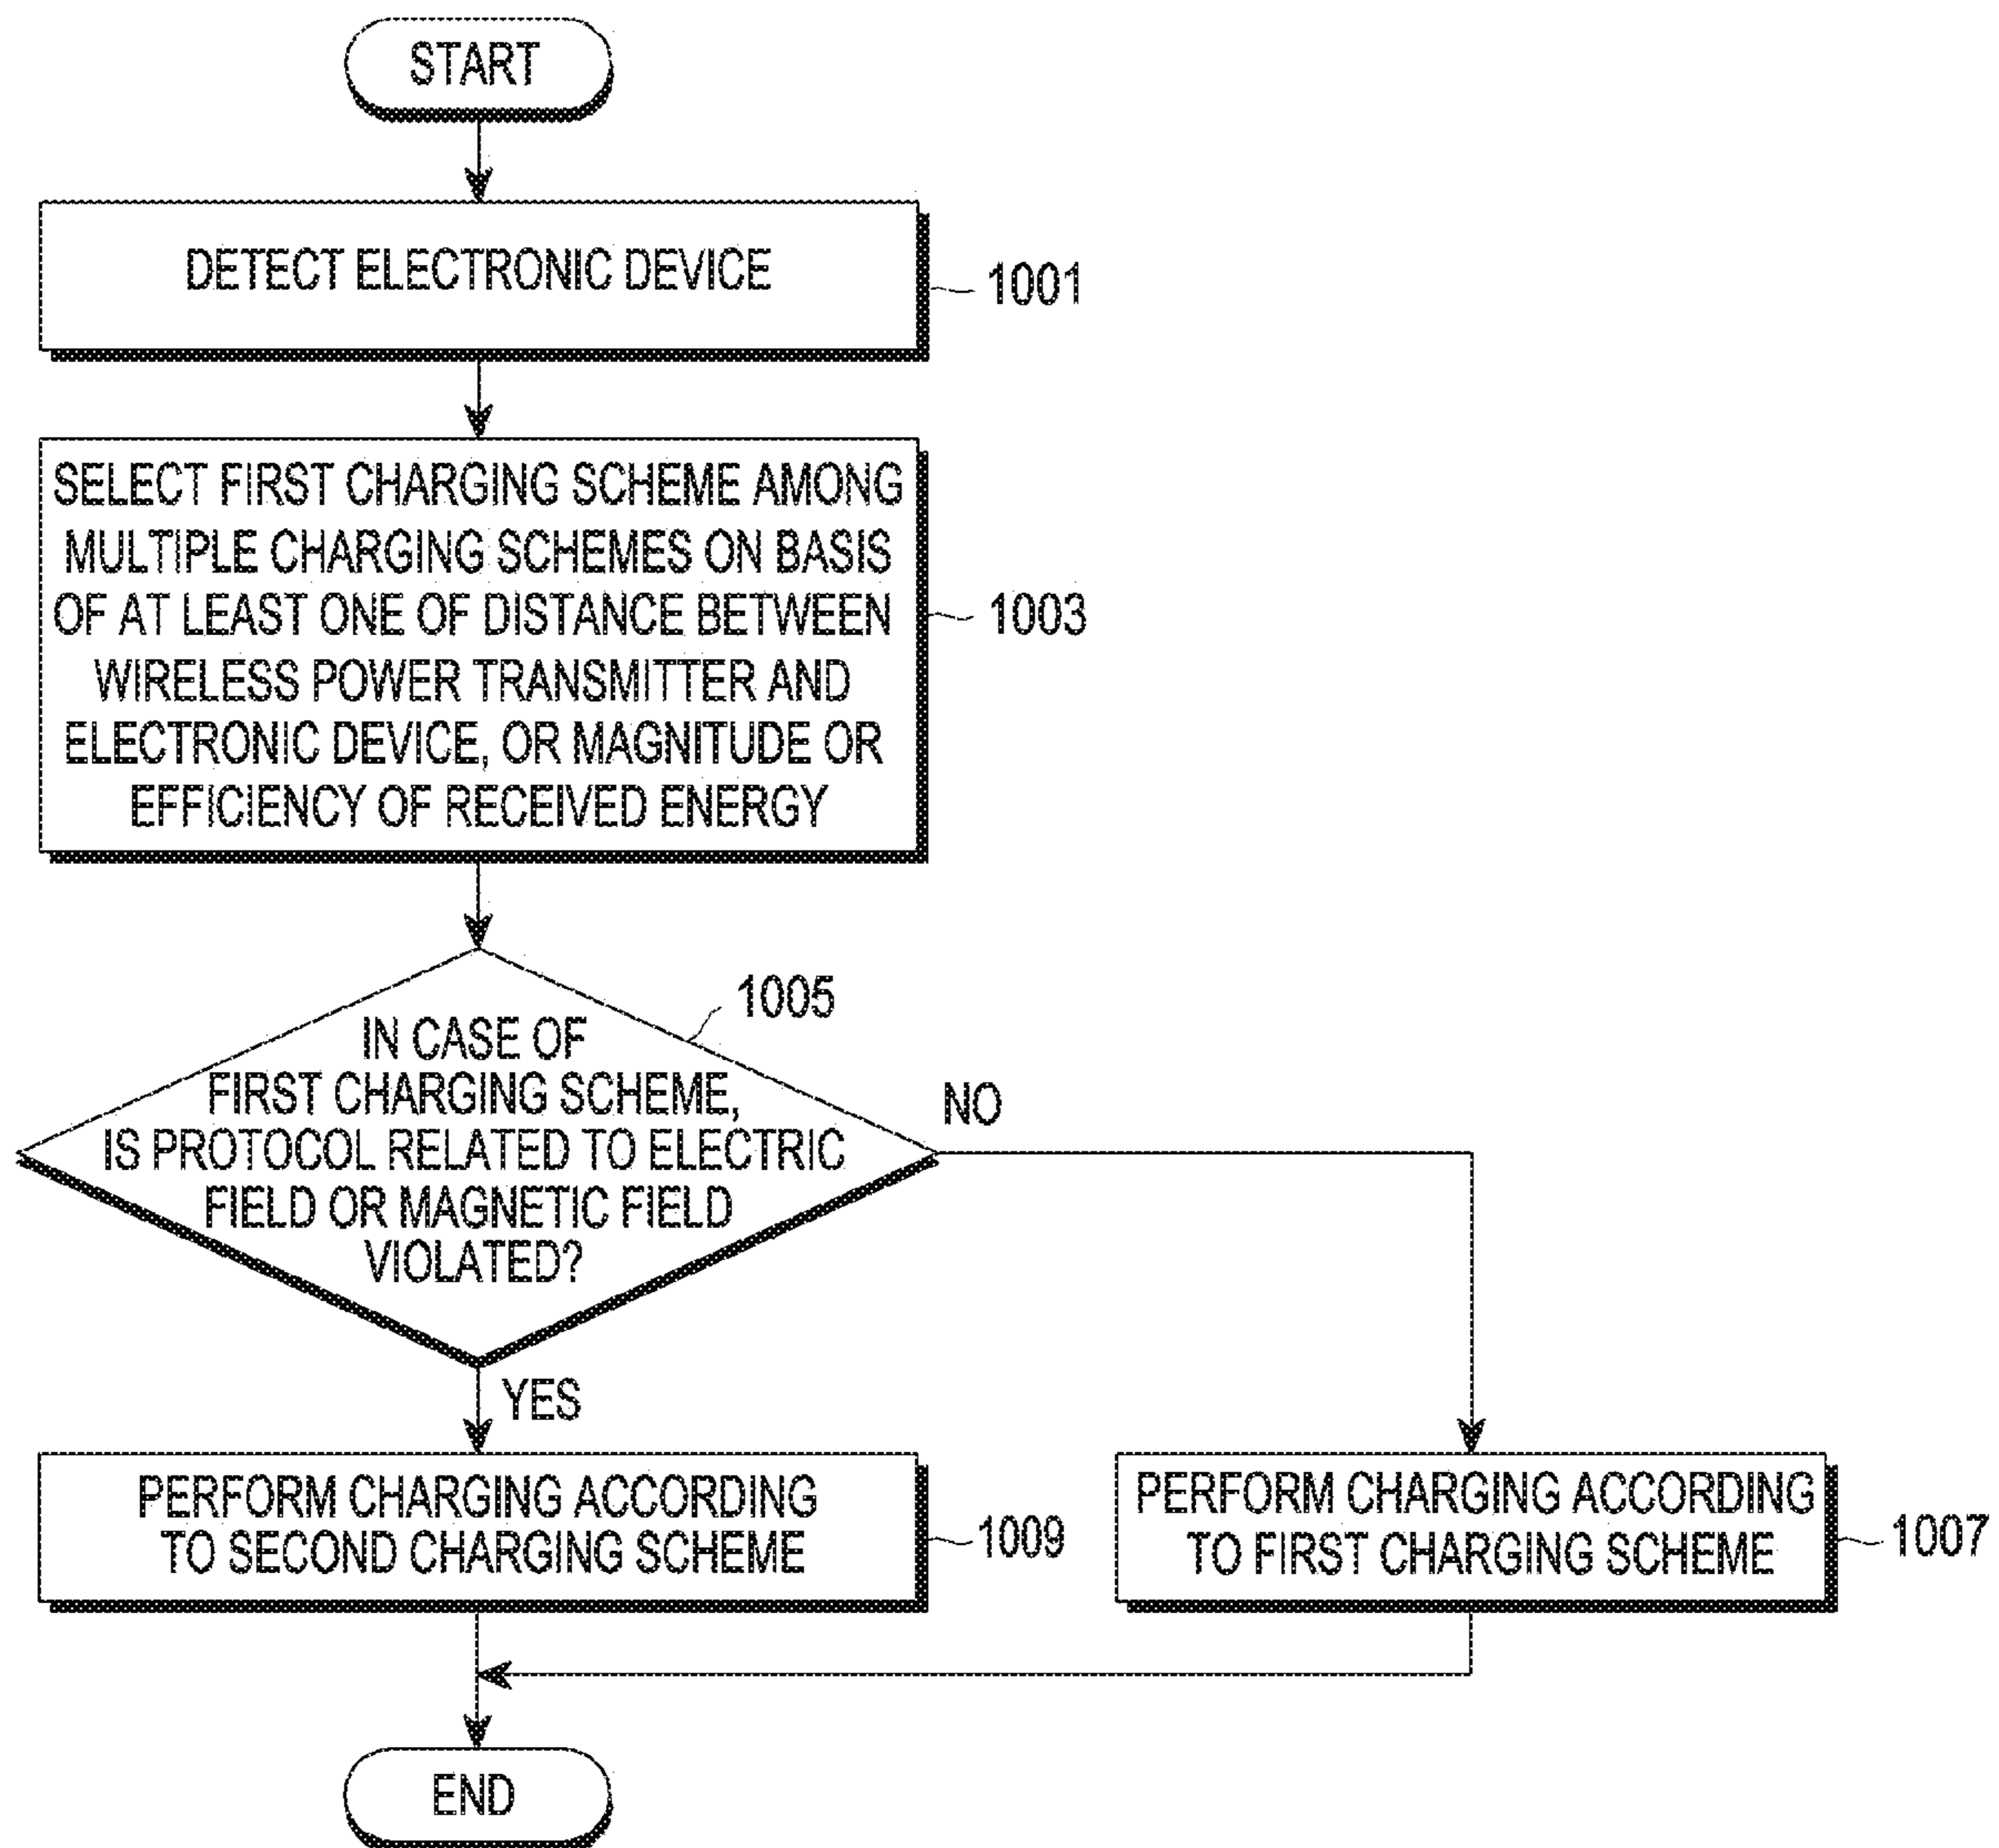 START
DETECT ELECTRONIC DEVICE
1001
SELECT FIRST CHARGING SCHEME AMONG
MULTIPLE CHARGING SCHEMES ON BASIS
OF AT LEAST ONE OF DISTANCE BETWEEN
WIRELESS POWER TRANSMITTER AND
ELECTRONIC DEVICE, OR MAGNITUDE OR
EFFICIENCY OF RECEIVED ENERGY
1003
1005
IN CASE OF
FIRST CHARGING SCHEME,
IS PROTOCOL RELATED TO ELECTRIC
FIELD OR MAGNETIC FIELD
VIOLATED?
NO
YES
PERFORM CHARGING ACCORDING
TO SECOND CHARGING SCHEME
1009
PERFORM CHARGING ACCORDING
TO FIRST CHARGING SCHEME
1007
END